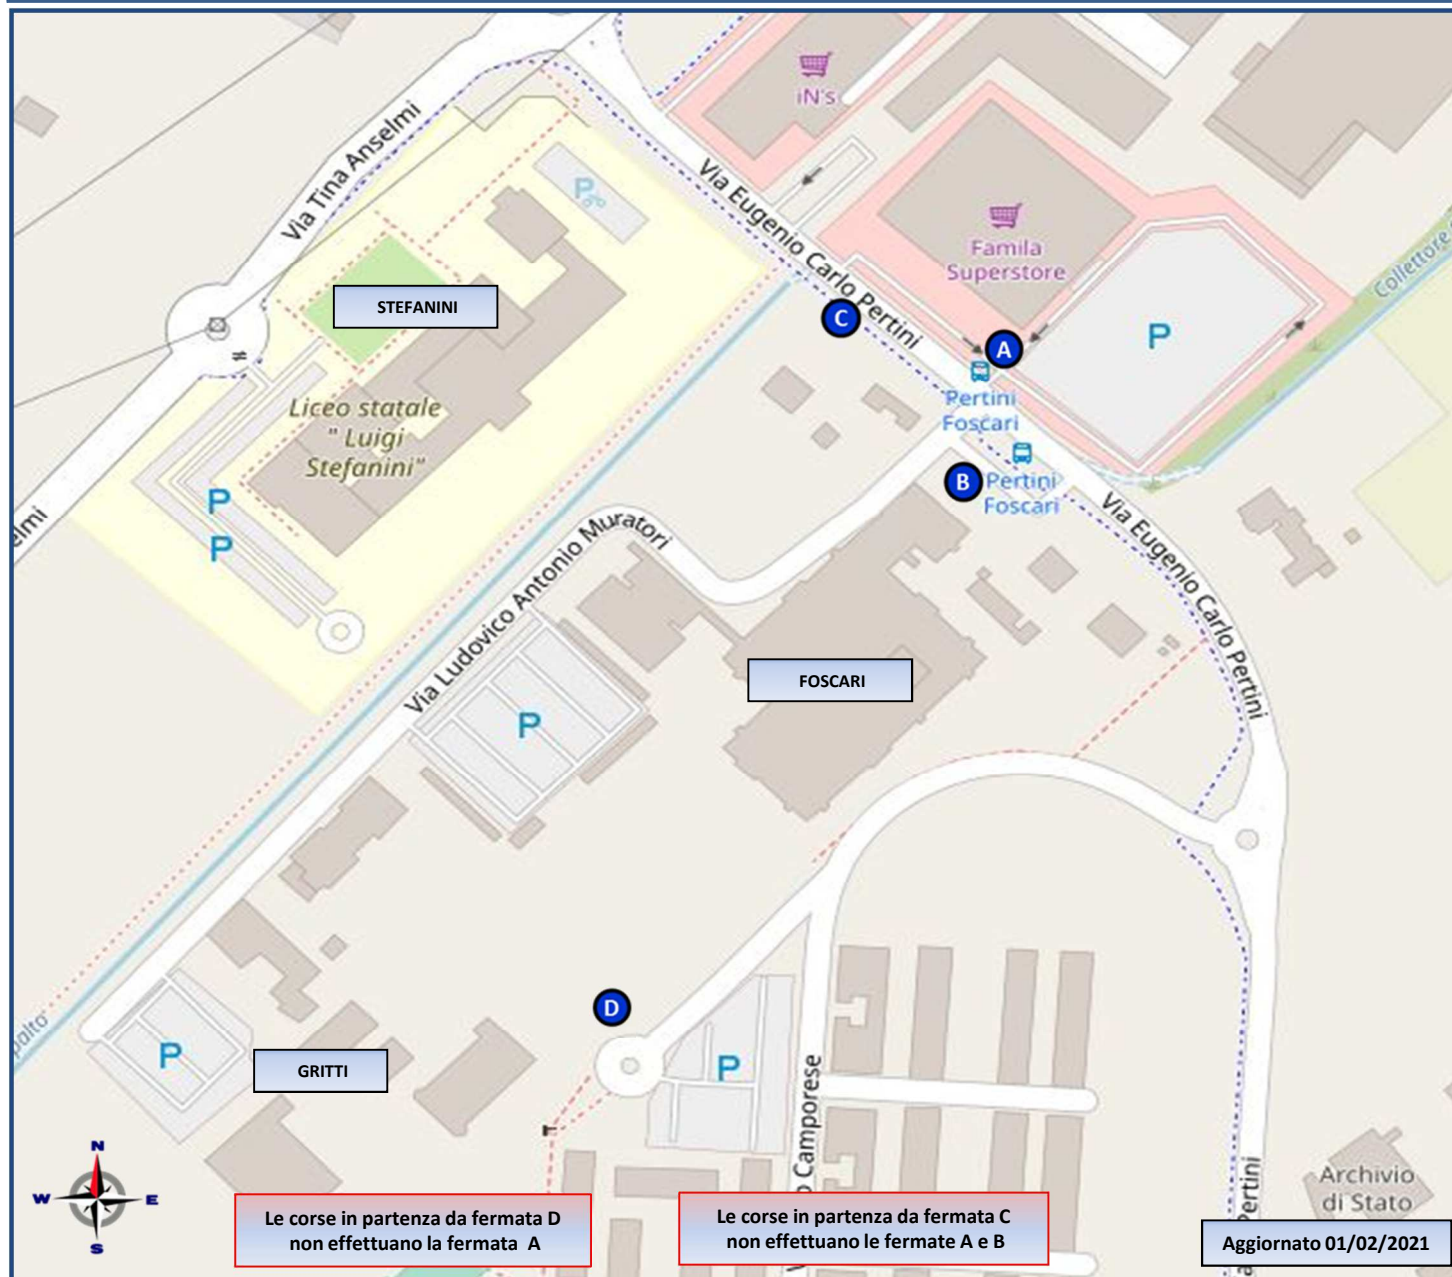 iN's
Via Tina Anselmi
Via Eugenio Carlo Pertini
Famila
Superstore
P
Collettore
STEFANINI
C
A
P
Pertini
Foscari
Liceo statale
" Luigi
Stefanini"
B
Pertini
Foscari
P
P
elmi
Via Eugenio Carlo Pertini
Via Ludovico Antonio Muratori
FOSCARI
P
D
P
P
palto
GRITTI
o Camporese
N
W E
S
Archivio
di Stato
a Pertini
Le corse in partenza da fermata D
non effettuano la fermata A
Le corse in partenza da fermata C
non effettuano le fermate A e B
Aggiornato 01/02/2021